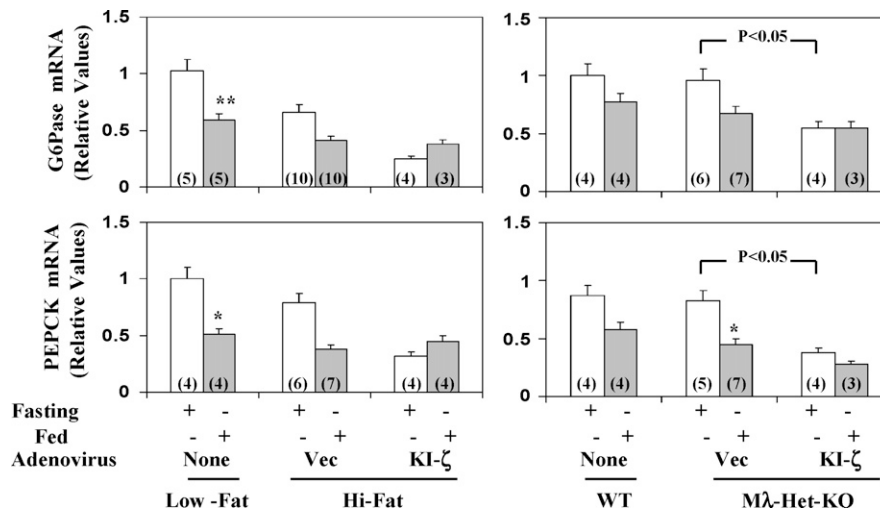 G6Pase mRNA
(Relative Values)
1.5
1
0.5
0
(5) (5) (10) (10) (4) (3)
**
1.5
1
0.5
0
P<0.05
(4) (4) (6) (7) (4) (3)
PEPCK mRNA
(Relative Values)
1.5
1
0.5
0
*
(4) (4) (6) (7) (4) (4)
1.5
1
0.5
0
P<0.05
*
(4) (4) (5) (7) (4) (3)
Fasting + - + - + - + - + - + -
Fed - + - + - + - + - + - +
Adenovirus None Vec KI-ζ None Vec KI-ζ
Low -Fat Hi-Fat WT Mλ-Het-KO